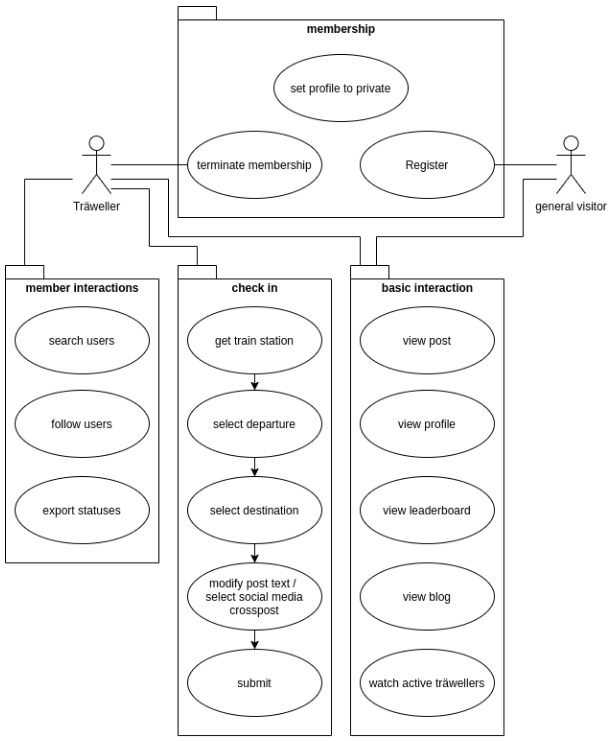 membership
set profile to private
terminate membership
Register
Träweller
general visitor
member interactions
search users
follow users
export statuses
check in
get train station
select departure
select destination
modify post text /
select social media
crosspost
submit
basic interaction
view post
view profile
view leaderboard
view blog
watch active träwellers